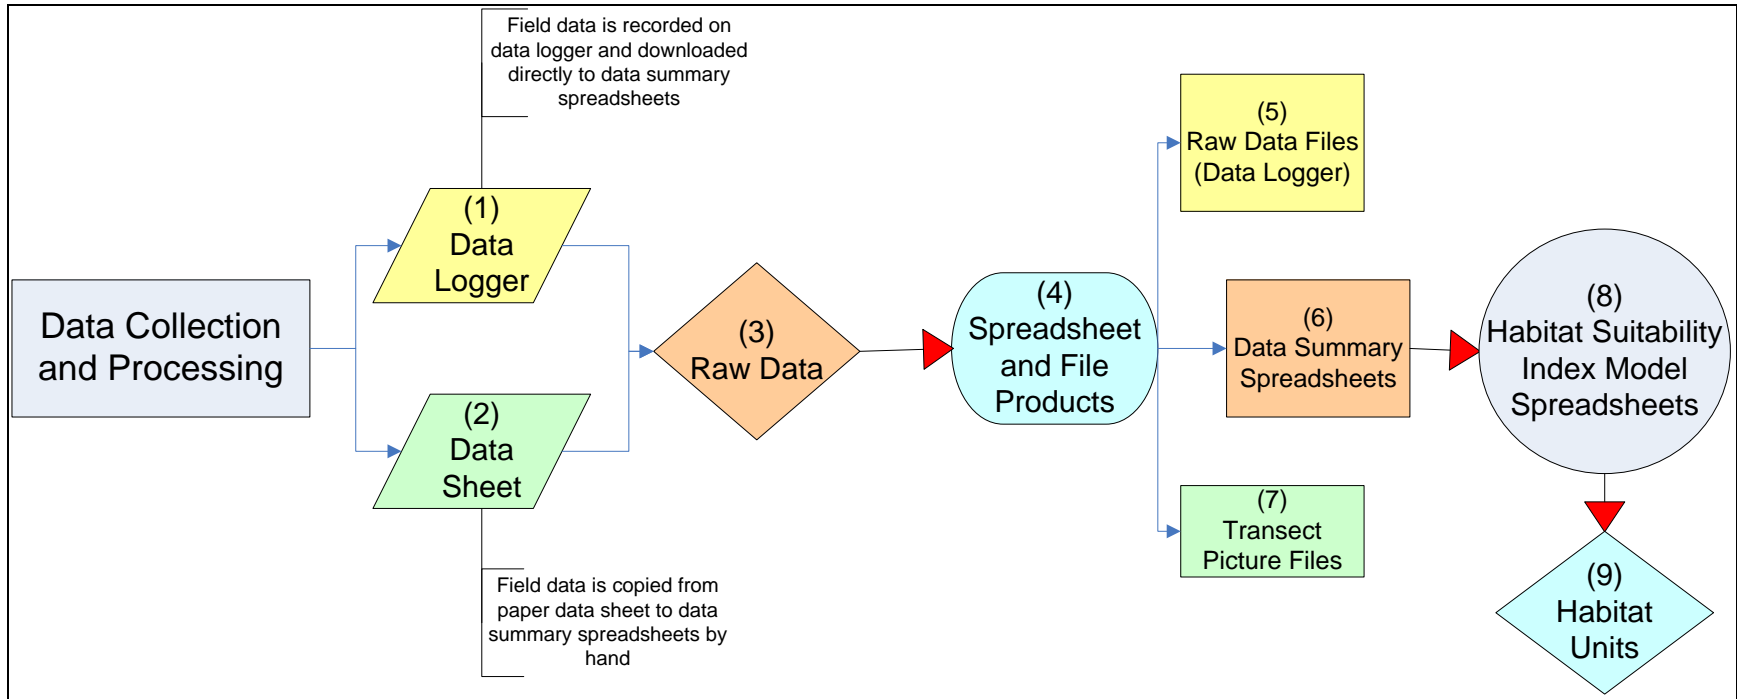 Field data is recorded on
data logger and downloaded
directly to data summary
spreadsheets
Data Collection
and Processing
(1)
Data
Logger
(2)
Data
Sheet
Field data is copied from
paper data sheet to data
summary spreadsheets by
hand
(3)
Raw Data
(4)
Spreadsheet
and File
Products
(5)
Raw Data Files
(Data Logger)
(6)
Data Summary
Spreadsheets
(7)
Transect
Picture Files
(8)
Habitat Suitability
Index Model
Spreadsheets
(9)
Habitat
Units